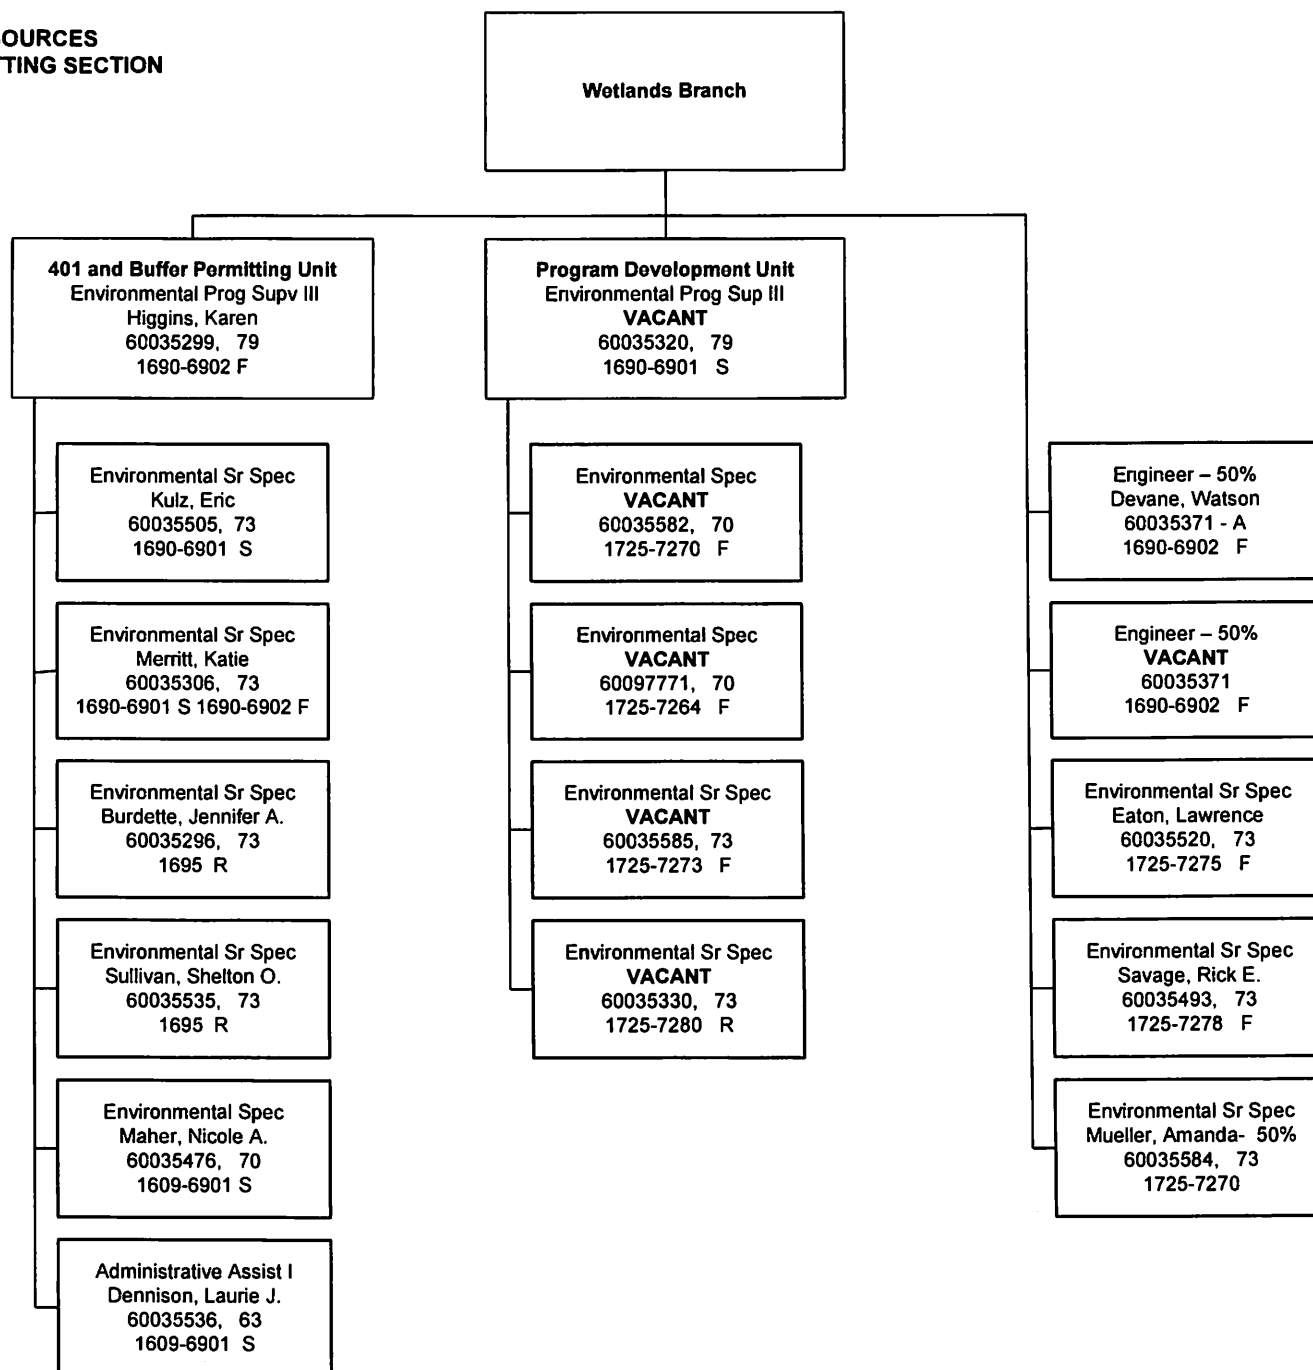 OURCES
TING SECTION
Wetlands Branch
401 and Buffer Permitting Unit
Environmental Prog Supv III
Higgins, Karen
60035299, 79
1690-6902 F
Environmental Sr Spec
Kulz, Eric
60035505, 73
1690-6901 S
Environmental Sr Spec
Merritt, Katie
60035306, 73
1690-6901 S 1690-6902 F
Environmental Sr Spec
Burdette, Jennifer A.
60035296, 73
1695 R
Environmental Sr Spec
Sullivan, Shelton O.
60035535, 73
1695 R
Environmental Spec
Maher, Nicole A.
60035476, 70
1609-6901 S
Administrative Assist I
Dennison, Laurie J.
60035536, 63
1609-6901 S
Program Development Unit
Environmental Prog Sup III
VACANT
60035320, 79
1690-6901 S
Environmental Spec
VACANT
60035582, 70
1725-7270 F
Environmental Spec
VACANT
60097771, 70
1725-7264 F
Environmental Sr Spec
VACANT
60035585, 73
1725-7273 F
Environmental Sr Spec
VACANT
60035330, 73
1725-7280 R
Engineer – 50%
Devane, Watson
60035371 - A
1690-6902 F
Engineer – 50%
VACANT
60035371
1690-6902 F
Environmental Sr Spec
Eaton, Lawrence
60035520, 73
1725-7275 F
Environmental Sr Spec
Savage, Rick E.
60035493, 73
1725-7278 F
Environmental Sr Spec
Mueller, Amanda- 50%
60035584, 73
1725-7270